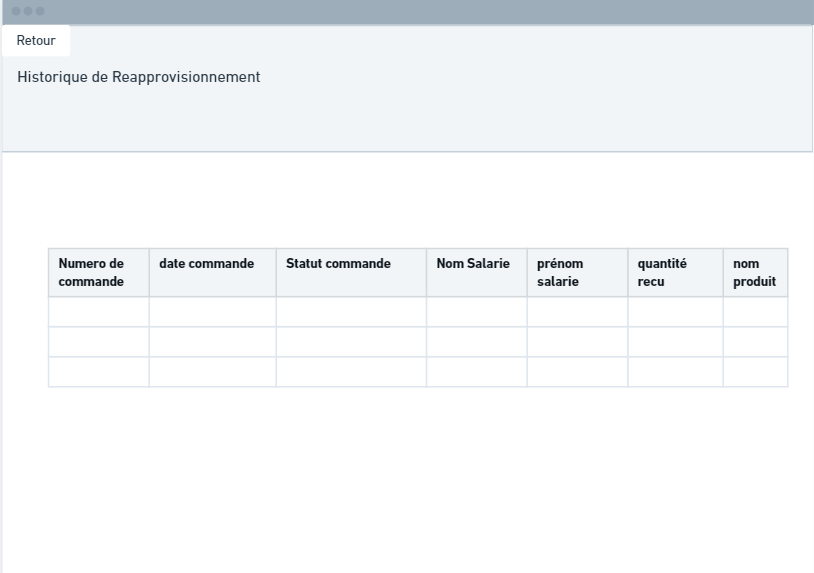 Retour
Historique de Reapprovisionnement
Numero de commande
date commande
Statut commande
Nom Salarie
prénom salarie
quantité recu
nom produit